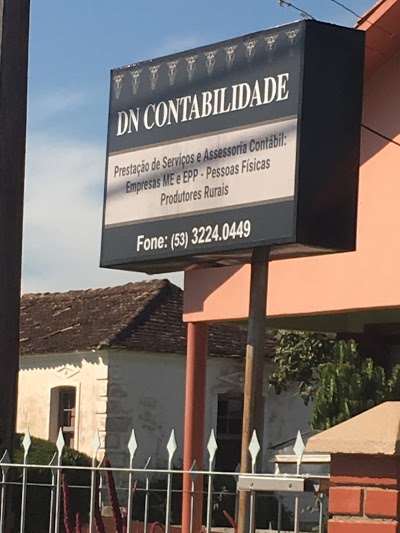 DN CONTABILIDADE
Prestação de Serviços e Assessoria Contábil:
Empresas ME e EPP - Pessoas Físicas
Produtores Rurais
Fone: (53) 3224.0449